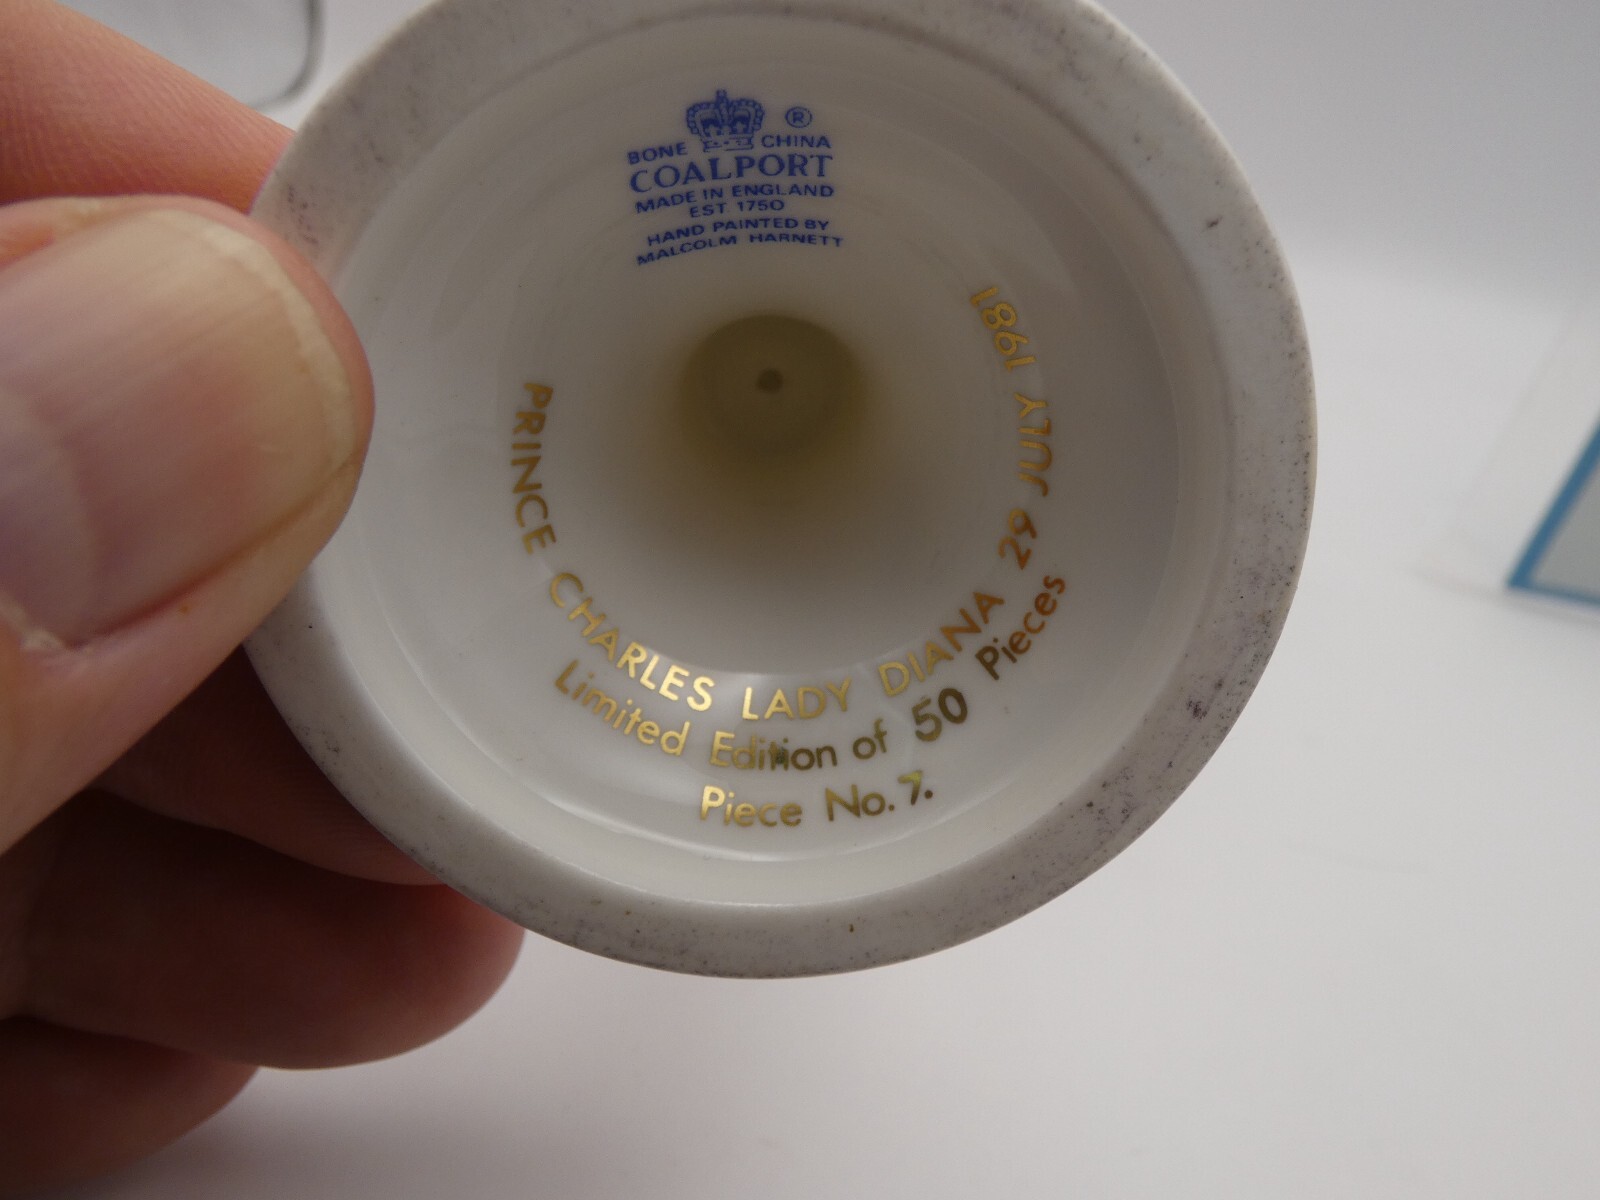 ®
BONE CHINA
COALPORT
MADE IN ENGLAND
EST 1750
HAND PAINTED BY
MALCOLM HARNETT
PRINCE CHARLES LADY DIANA 29 JULY 1981
Limited Edition of 50 Pieces
Piece No. 7.